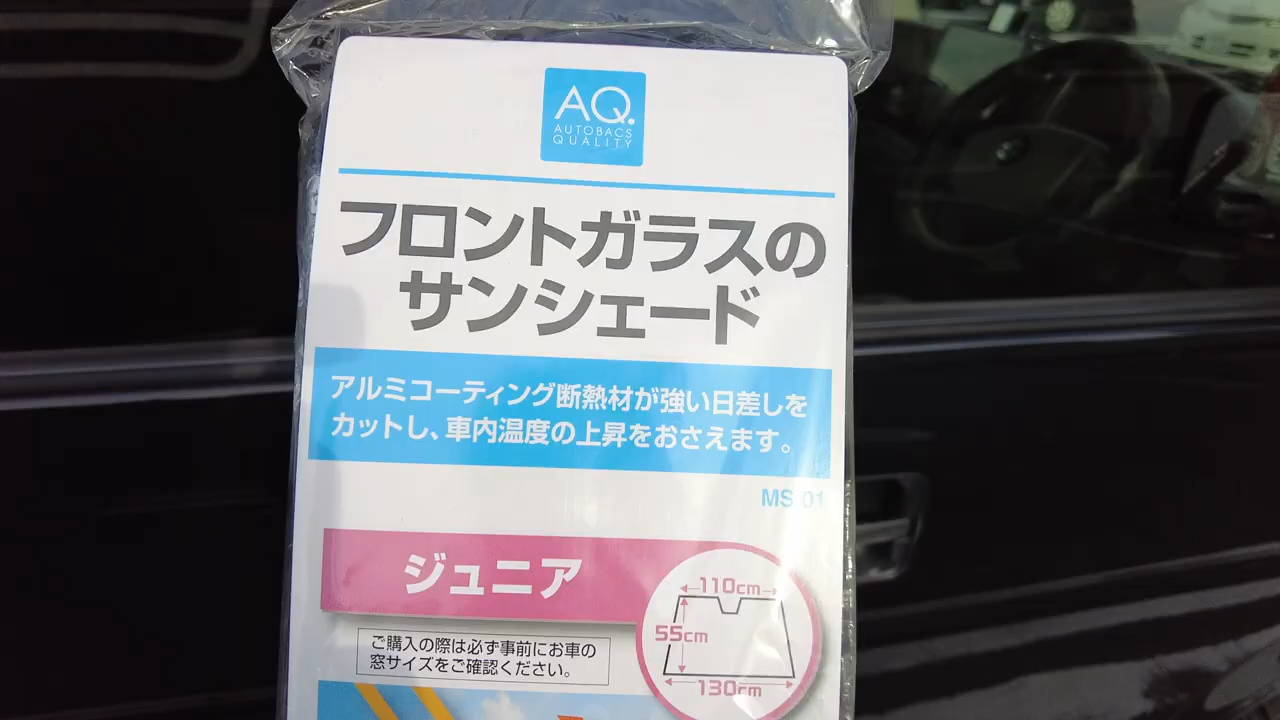 AQ.
AUTOBACS
QUALITY
フロントガラスの
サンシェード
アルミコーティング断熱材が強い日差しを
カットし、車内温度の上昇をおさえます。
MS 01
ジュニア
110cm
55cm
130cm
ご購入の際は必ず事前にお車の
窓サイズをご確認ください。